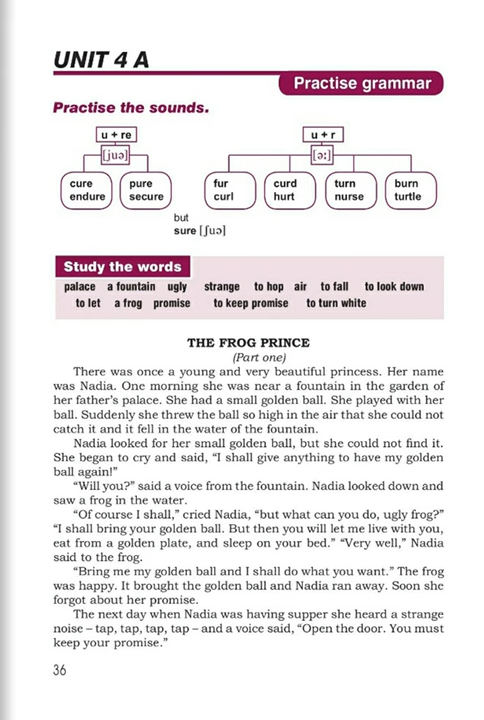 UNIT 4 A
Practise grammar
Practise the sounds.
u + re
u + r
[juə]
[ə:]
cure pure fur curd turn burn
endure secure curl hurt nurse turtle
but
sure [ʃuə]
Study the words
palace a fountain ugly strange to hop air to fall to look down
to let a frog promise to keep promise to turn white
THE FROG PRINCE
(Part one)
There was once a young and very beautiful princess. Her name
was Nadia. One morning she was near a fountain in the garden of
her father’s palace. She had a small golden ball. She played with her
ball. Suddenly she threw the ball so high in the air that she could not
catch it and it fell in the water of the fountain.
Nadia looked for her small golden ball, but she could not find it.
She began to cry and said, “I shall give anything to have my golden
ball again!”
“Will you?” said a voice from the fountain. Nadia looked down and
saw a frog in the water.
“Of course I shall,” cried Nadia, “but what can you do, ugly frog?”
“I shall bring your golden ball. But then you will let me live with you,
eat from a golden plate, and sleep on your bed.” “Very well,” Nadia
said to the frog.
“Bring me my golden ball and I shall do what you want.” The frog
was happy. It brought the golden ball and Nadia ran away. Soon she
forgot about her promise.
The next day when Nadia was having supper she heard a strange
noise – tap, tap, tap, tap – and a voice said, “Open the door. You must
keep your promise.”
36